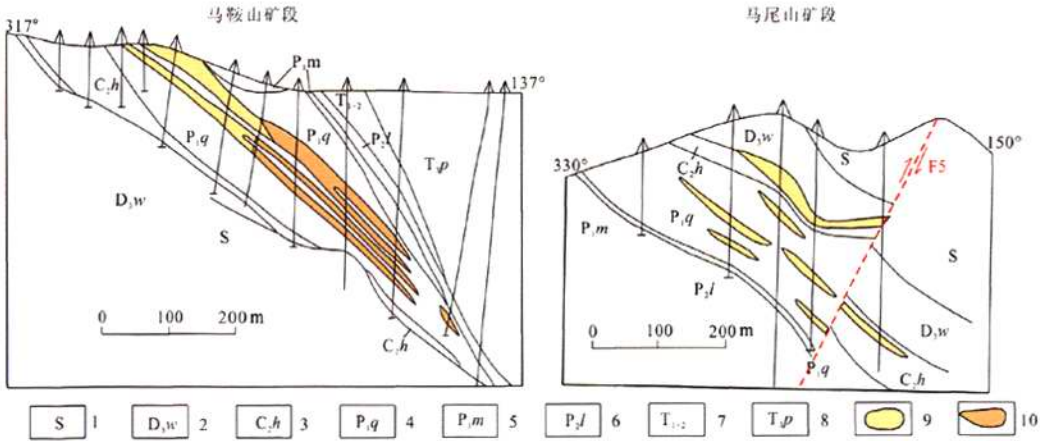 马鞍山矿段
马尾山矿段
317°
137°
P₁m
C₂h
T₁₋₂
P₁q
P₁q
P₂l
T₃p
D₃w
S
0 100 200 m
C₂h
330°
150°
D₃w
S
C₂h
F5
P₁q
P₁m
S
P₂l
D₃w
0 100 200 m
P₁q
C₂h
S 1 D₃w 2 C₂h 3 P₁q 4 P₁m 5 P₂l 6 T₁₋₂ 7 T₃p 8 9 10